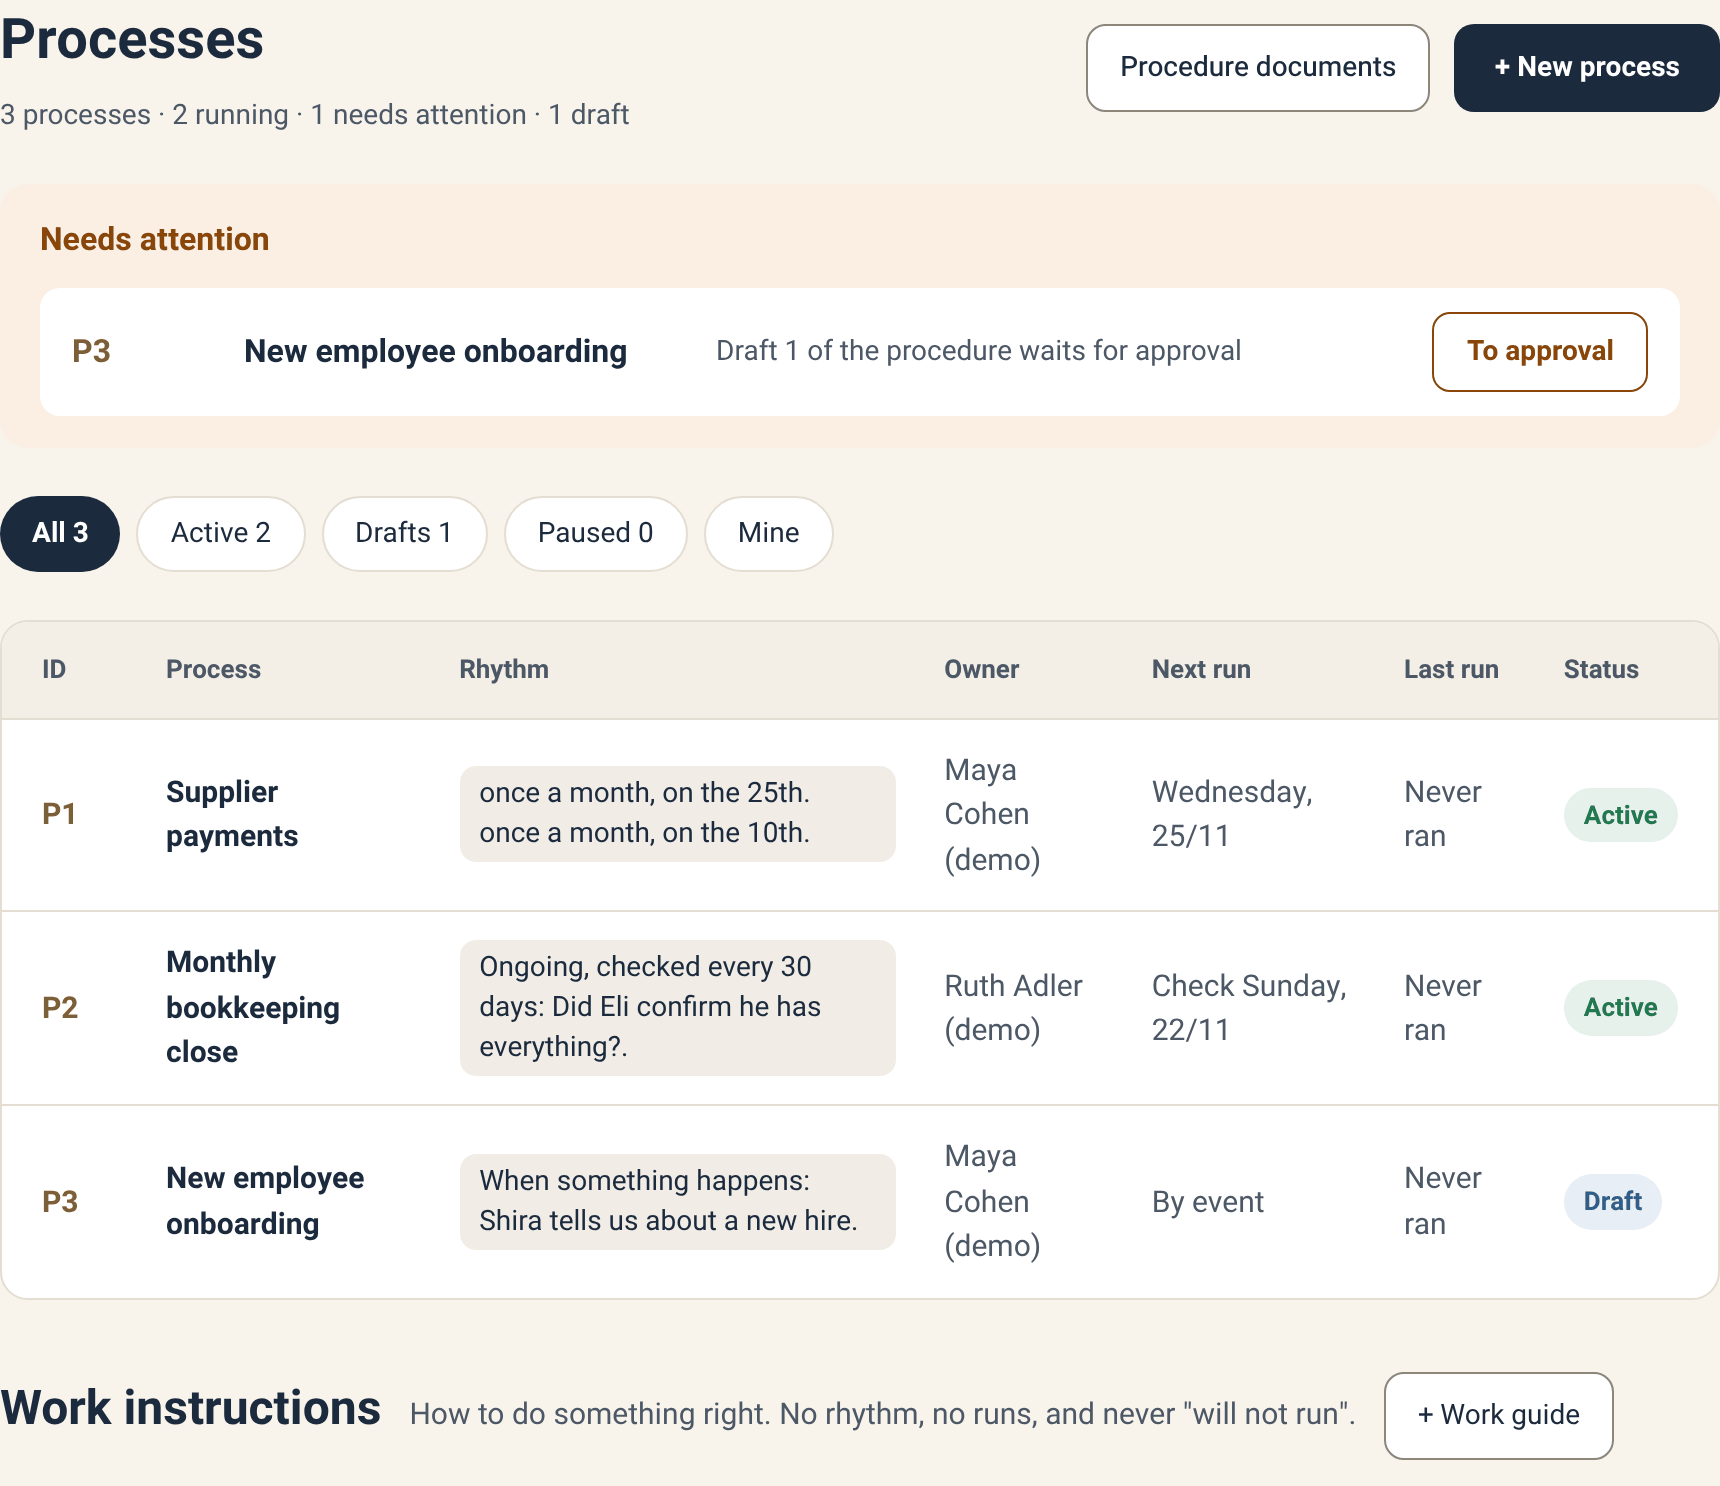 Processes
Procedure documents
+ New process
3 processes · 2 running · 1 needs attention · 1 draft
Needs attention
P3
New employee onboarding
Draft 1 of the procedure waits for approval
To approval
All 3
Active 2
Drafts 1
Paused 0
Mine
ID
Process
Rhythm
Owner
Next run
Last run
Status
P1
Supplier
payments
once a month, on the 25th.
once a month, on the 10th.
Maya
Cohen
(demo)
Wednesday,
25/11
Never
ran
Active
P2
Monthly
bookkeeping
close
Ongoing, checked every 30
days: Did Eli confirm he has
everything?.
Ruth Adler
(demo)
Check Sunday,
22/11
Never
ran
Active
P3
New employee
onboarding
When something happens:
Shira tells us about a new hire.
Maya
Cohen
(demo)
By event
Never
ran
Draft
Work instructions
How to do something right. No rhythm, no runs, and never "will not run".
+ Work guide